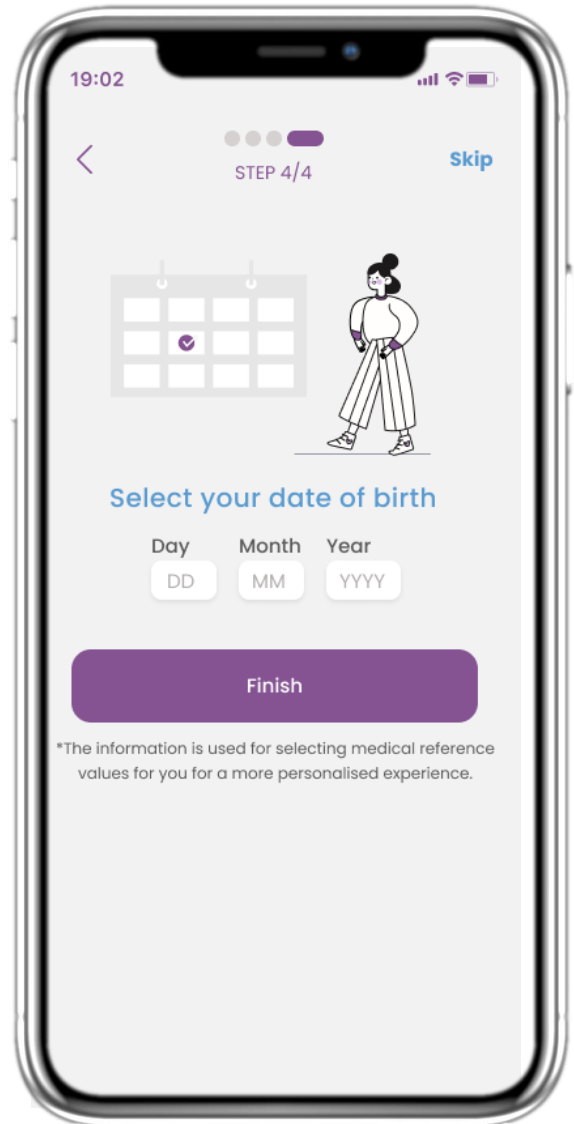 19:02
Skip
STEP 4/4
Select your date of birth
Day Month Year
DD MM YYYY
Finish
*The information is used for selecting medical reference
values for you for a more personalised experience.